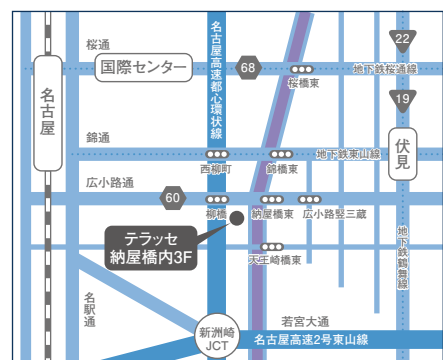 桜通
名古屋高速都心環状線
22
国際センター
68
地下鉄桜通線
桜橋東
名古屋
19
錦通
地下鉄東山線
伏見
西柳町
錦橋東
広小路通
60
柳橋
納屋橋東
広小路竪三蔵
テラッセ
納屋橋内3F
天王崎橋東
地下鉄鶴舞線
名駅通
新洲崎
JCT
若宮大通
名古屋高速2号東山線